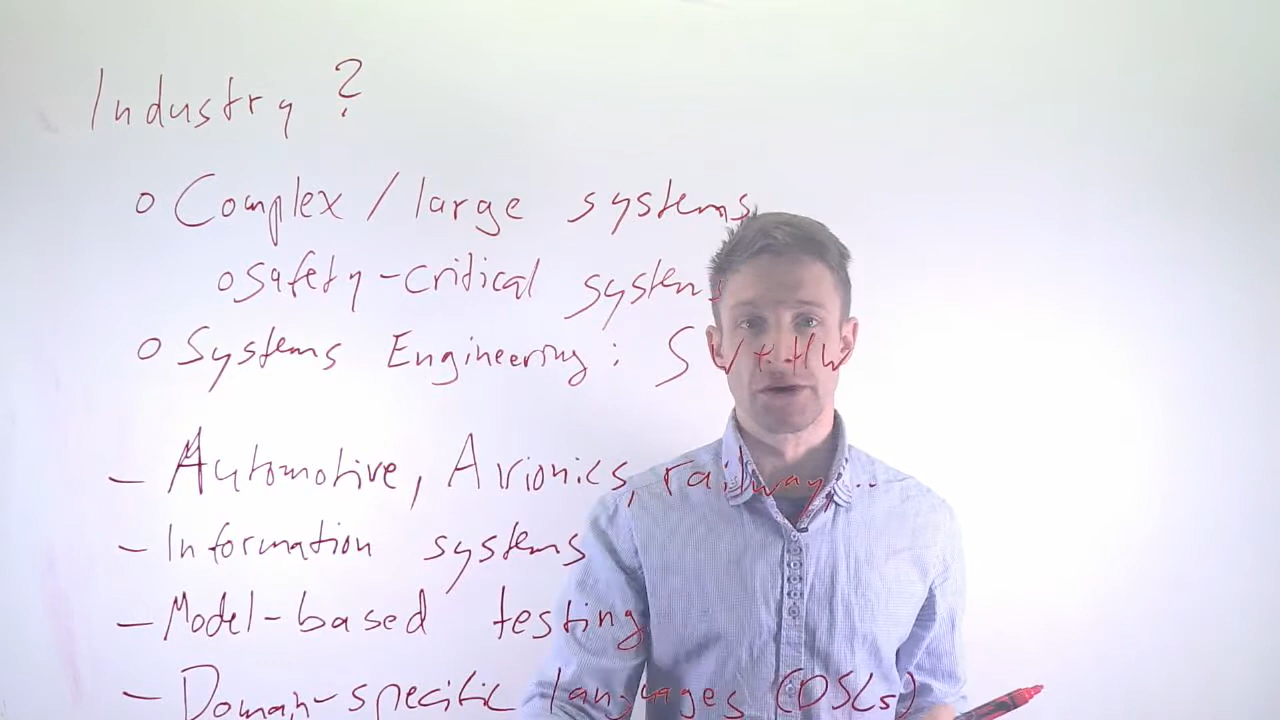 Industry ?
o Complex / large systems
o Safety-critical systems
o Systems Engineering: SW+HW
- Automotive, Avionics, railway, ..
- Information systems
- Model-based testing
- Domain-specific languages (DSLs)